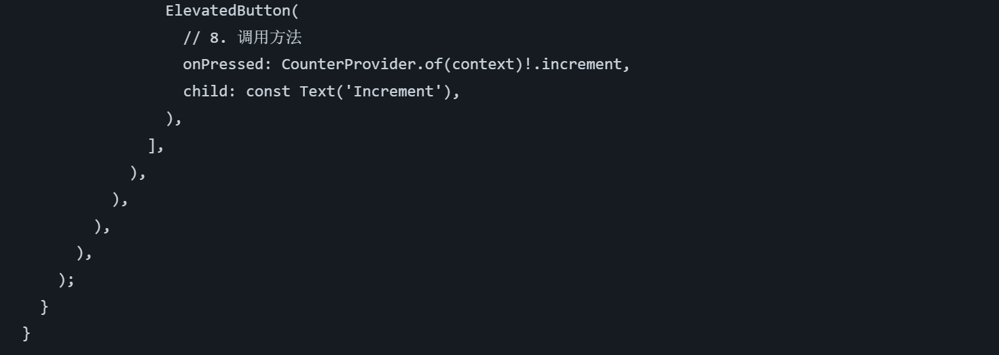 ElevatedButton(
// 8. 调用方法
onPressed: CounterProvider.of(context)!.increment,
child: const Text('Increment'),
),
],
),
),
),
),
);
}
}